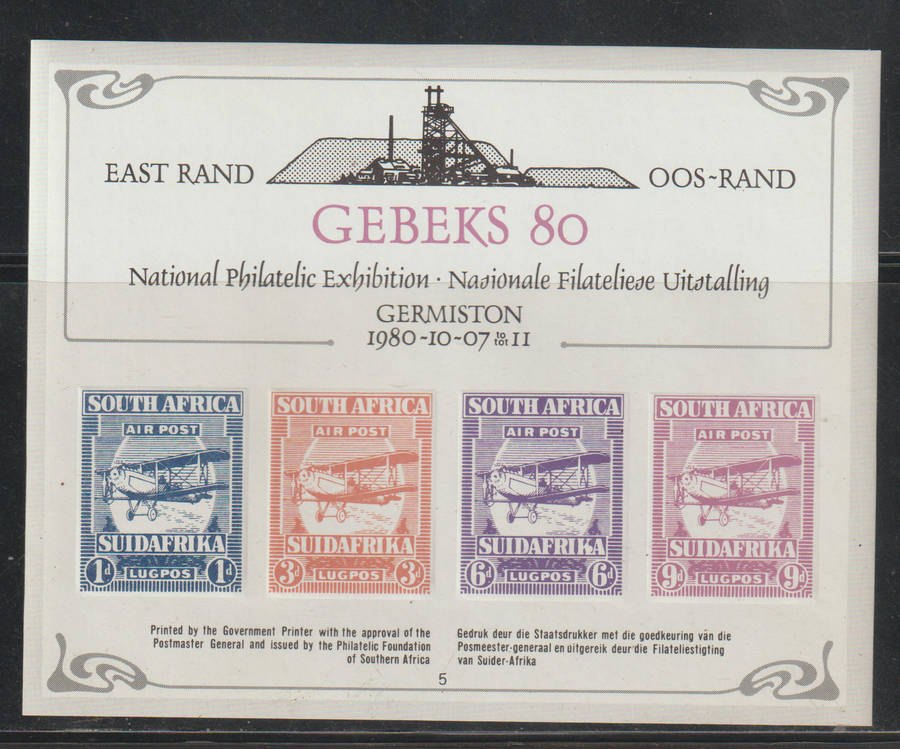 EAST RAND
OOS-RAND
GEBEKS 80
National Philatelic Exhibition · Nasionale Filateliese Uitstalling
GERMISTON
1980-10-07 to tot 11
SOUTH AFRICA
AIR POST
SUIDAFRIKA
1d LUGPOS 1d
SOUTH AFRICA
AIR POST
SUIDAFRIKA
3d LUGPOS 3d
SOUTH AFRICA
AIR POST
SUIDAFRIKA
6d LUGPOS 6d
SOUTH AFRICA
AIR POST
SUIDAFRIKA
9d LUGPOS 9d
Printed by the Government Printer with the approval of the
Postmaster General and issued by the Philatelic Foundation
of Southern Africa
Gedruk deur die Staatsdrukker met die goedkeuring van die
Posmeester-generaal en uitgereik deur die Filateliestigting
van Suider-Afrika
5